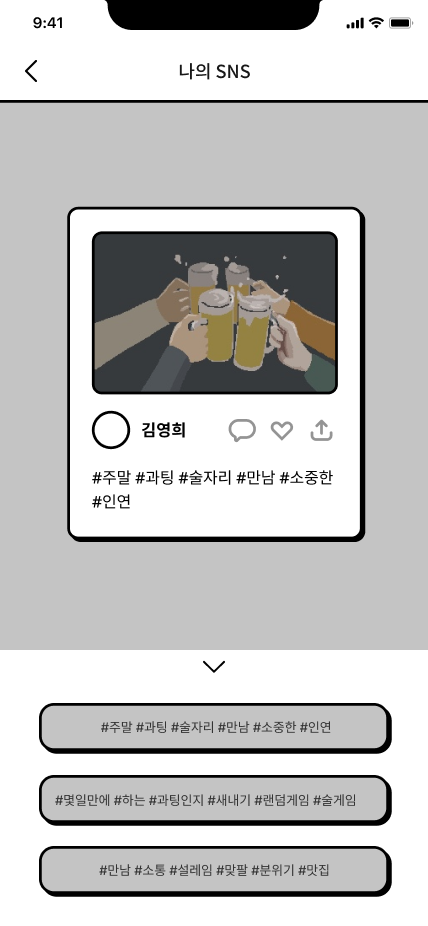 9:41
나의 SNS
김영희
#주말 #과팅 #술자리 #만남 #소중한
#인연
#주말 #과팅 #술자리 #만남 #소중한 #인연
#몇일만에 #하는 #과팅인지 #새내기 #랜덤게임 #술게임
#만남 #소통 #설레임 #맞팔 #분위기 #맛집